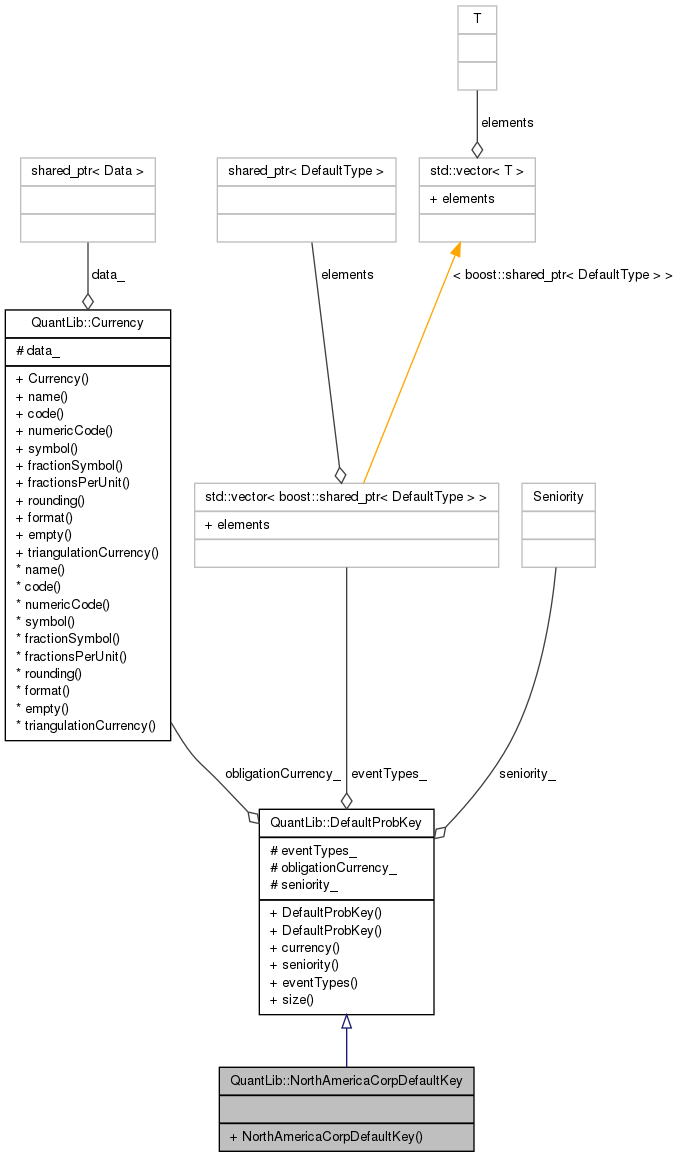 T
elements
shared_ptr< Data >
shared_ptr< DefaultType >
std::vector< T >
+ elements
data_
elements
< boost::shared_ptr< DefaultType > >
QuantLib::Currency
# data_
+ Currency()
+ name()
+ code()
+ numericCode()
+ symbol()
+ fractionSymbol()
+ fractionsPerUnit()
+ rounding()
+ format()
+ empty()
+ triangulationCurrency()
* name()
* code()
* numericCode()
* symbol()
* fractionSymbol()
* fractionsPerUnit()
* rounding()
* format()
* empty()
* triangulationCurrency()
std::vector< boost::shared_ptr< DefaultType > >
+ elements
Seniority
obligationCurrency_
eventTypes_
seniority_
QuantLib::DefaultProbKey
# eventTypes_
# obligationCurrency_
# seniority_
+ DefaultProbKey()
+ DefaultProbKey()
+ currency()
+ seniority()
+ eventTypes()
+ size()
QuantLib::NorthAmericaCorpDefaultKey
+ NorthAmericaCorpDefaultKey()